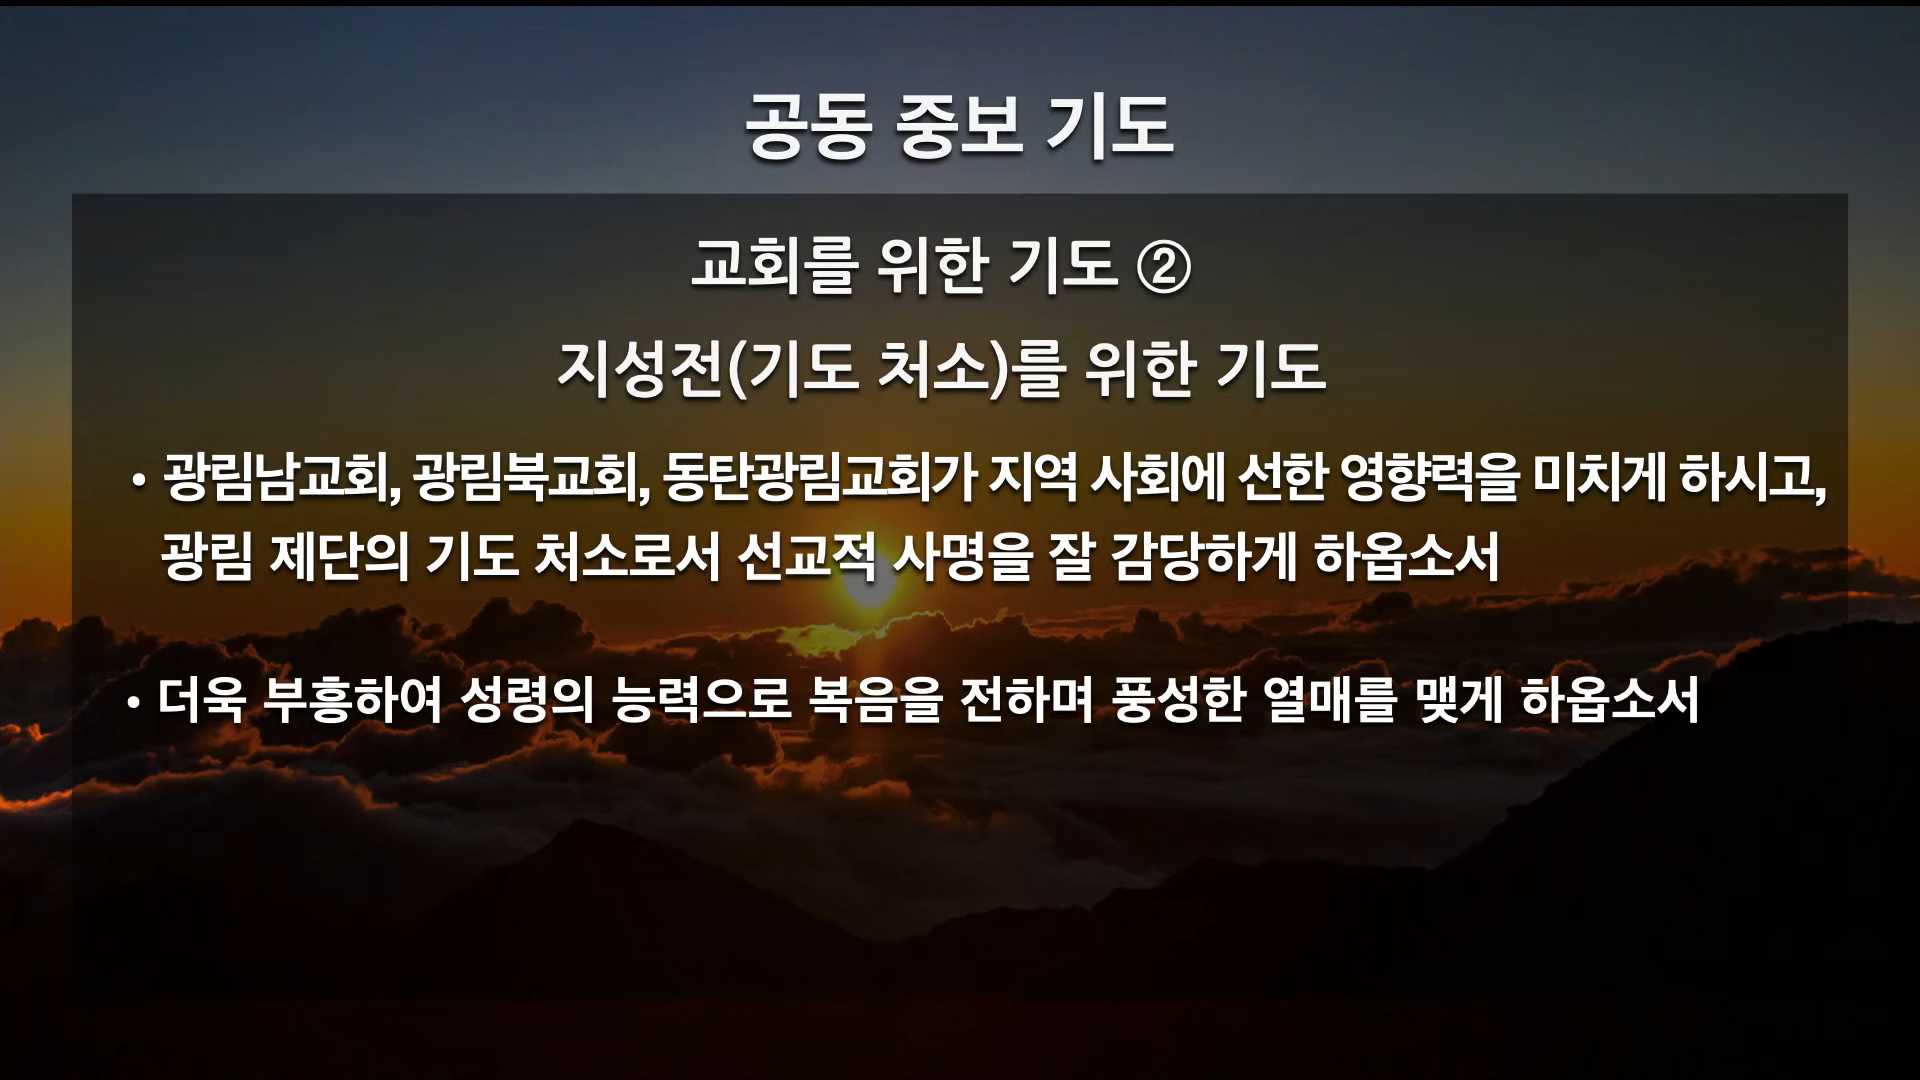 공동 중보 기도
교회를 위한 기도 ②
지성전(기도 처소)를 위한 기도
• 광림남교회, 광림북교회, 동탄광림교회가 지역 사회에 선한 영향력을 미치게 하시고,
광림 제단의 기도 처소로서 선교적 사명을 잘 감당하게 하옵소서
• 더욱 부흥하여 성령의 능력으로 복음을 전하며 풍성한 열매를 맺게 하옵소서